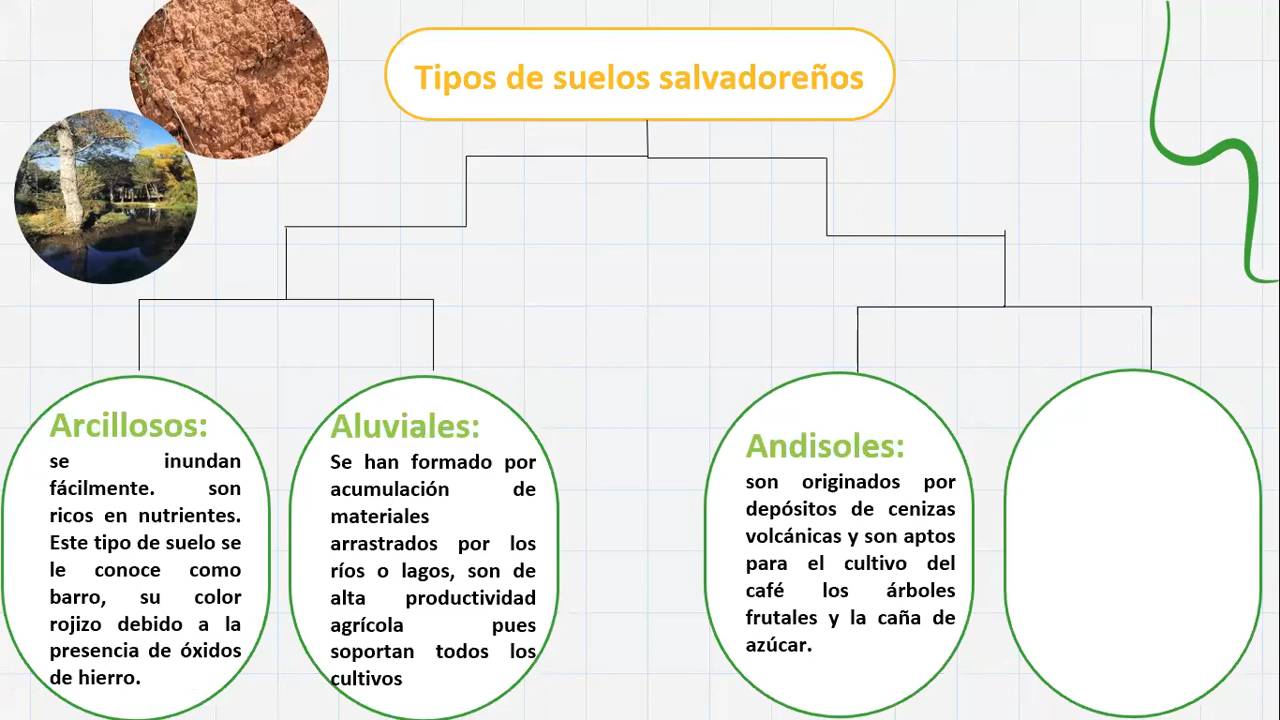 Tipos de suelos salvadoreños
Arcillosos:
se inundan
fácilmente. son
ricos en nutrientes.
Este tipo de suelo se
le conoce como
barro, su color
rojizo debido a la
presencia de óxidos
de hierro.
Aluviales:
Se han formado por
acumulación de
materiales
arrastrados por los
ríos o lagos, son de
alta productividad
agrícola pues
soportan todos los
cultivos
Andisoles:
son originados por
depósitos de cenizas
volcánicas y son aptos
para el cultivo del
café los árboles
frutales y la caña de
azúcar.